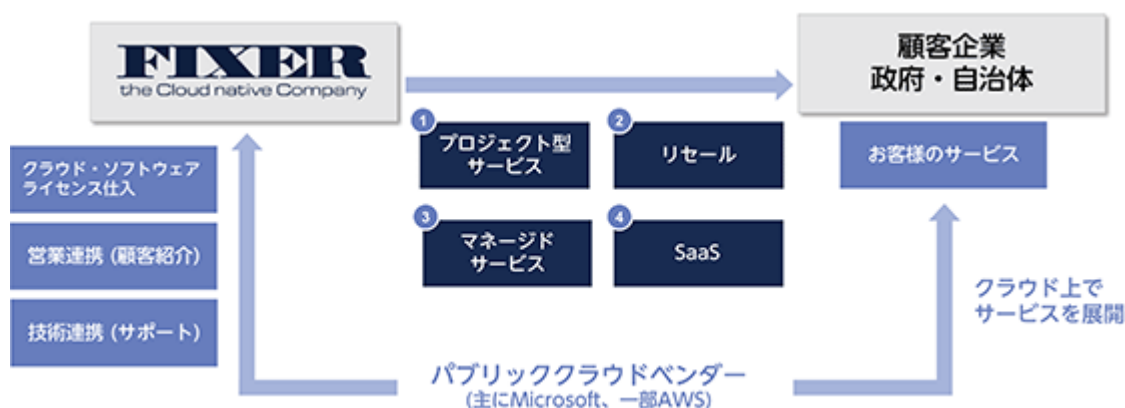 FIXER
the Cloud native Company
顧客企業
政府・自治体
1
プロジェクト型
サービス
2
リセール
お客様のサービス
クラウド・ソフトウェア
ライセンス仕入
3
マネージド
サービス
4
SaaS
営業連携 (顧客紹介)
技術連携 (サポート)
クラウド上で
サービスを展開
パブリッククラウドベンダー
(主にMicrosoft、一部AWS)